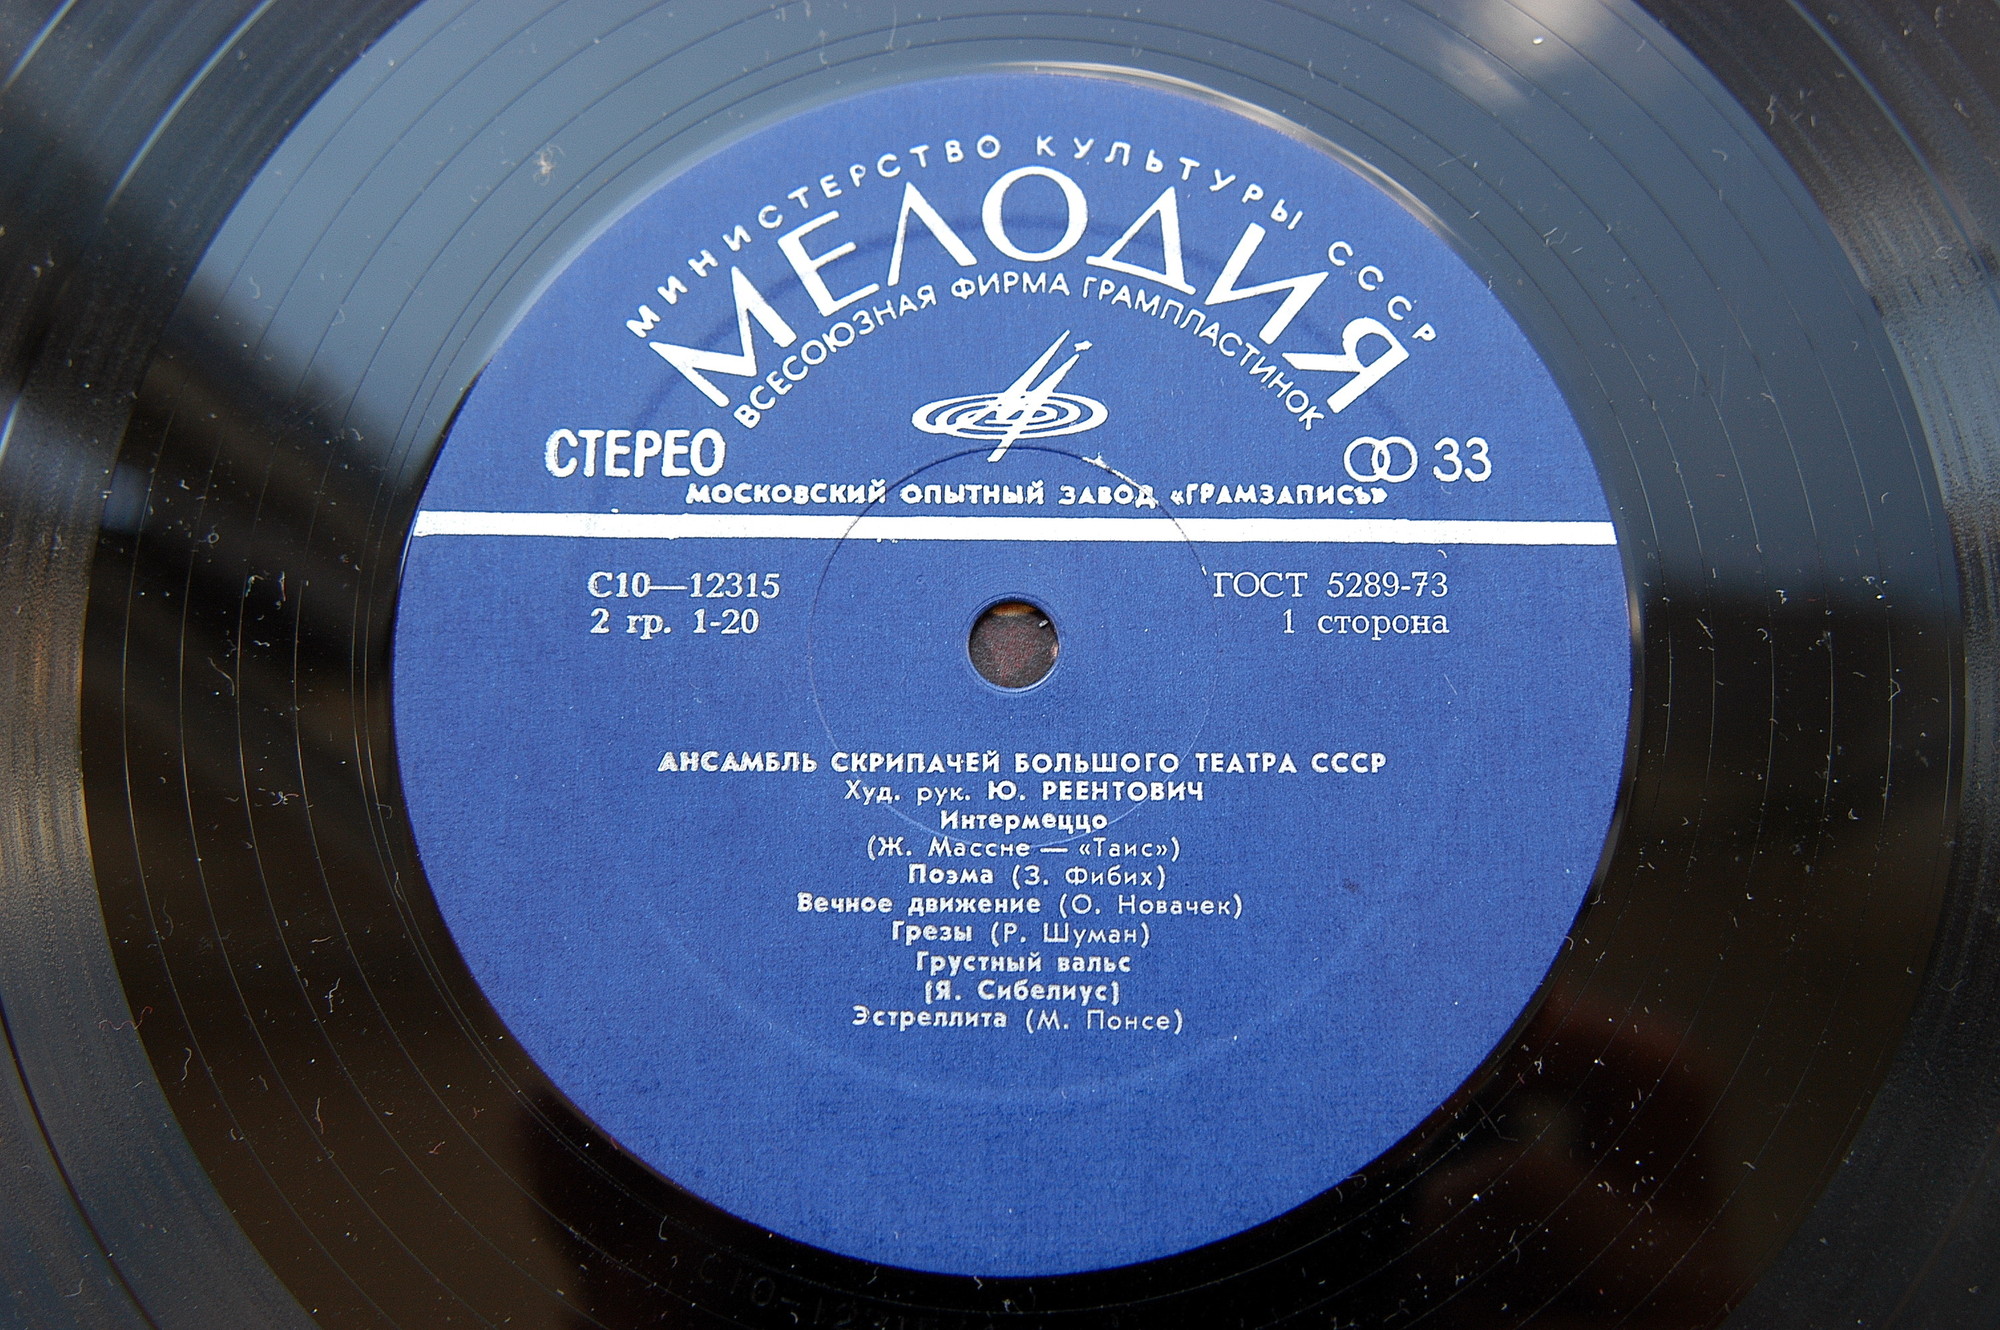 МИНИСТЕРСТВО КУЛЬТУРЫ СССР
МЕЛОДИЯ
ВСЕСОЮЗНАЯ ФИРМА ГРАМПЛАСТИНОК
СТЕРЕО
33
МОСКОВСКИЙ ОПЫТНЫЙ ЗАВОД «ГРАМЗАПИСЬ»
С10—12315
ГОСТ 5289-73
2 гр. 1-20
1 сторона
АНСАМБЛЬ СКРИПАЧЕЙ БОЛЬШОГО ТЕАТРА СССР
Худ. рук. Ю. РЕЕНТОВИЧ
Интермеццо
(Ж. Массне — «Таис»)
Поэма (З. Фибих)
Вечное движение (О. Новачек)
Грезы (Р. Шуман)
Грустный вальс
(Я. Сибелиус)
Эстреллита (М. Понсе)